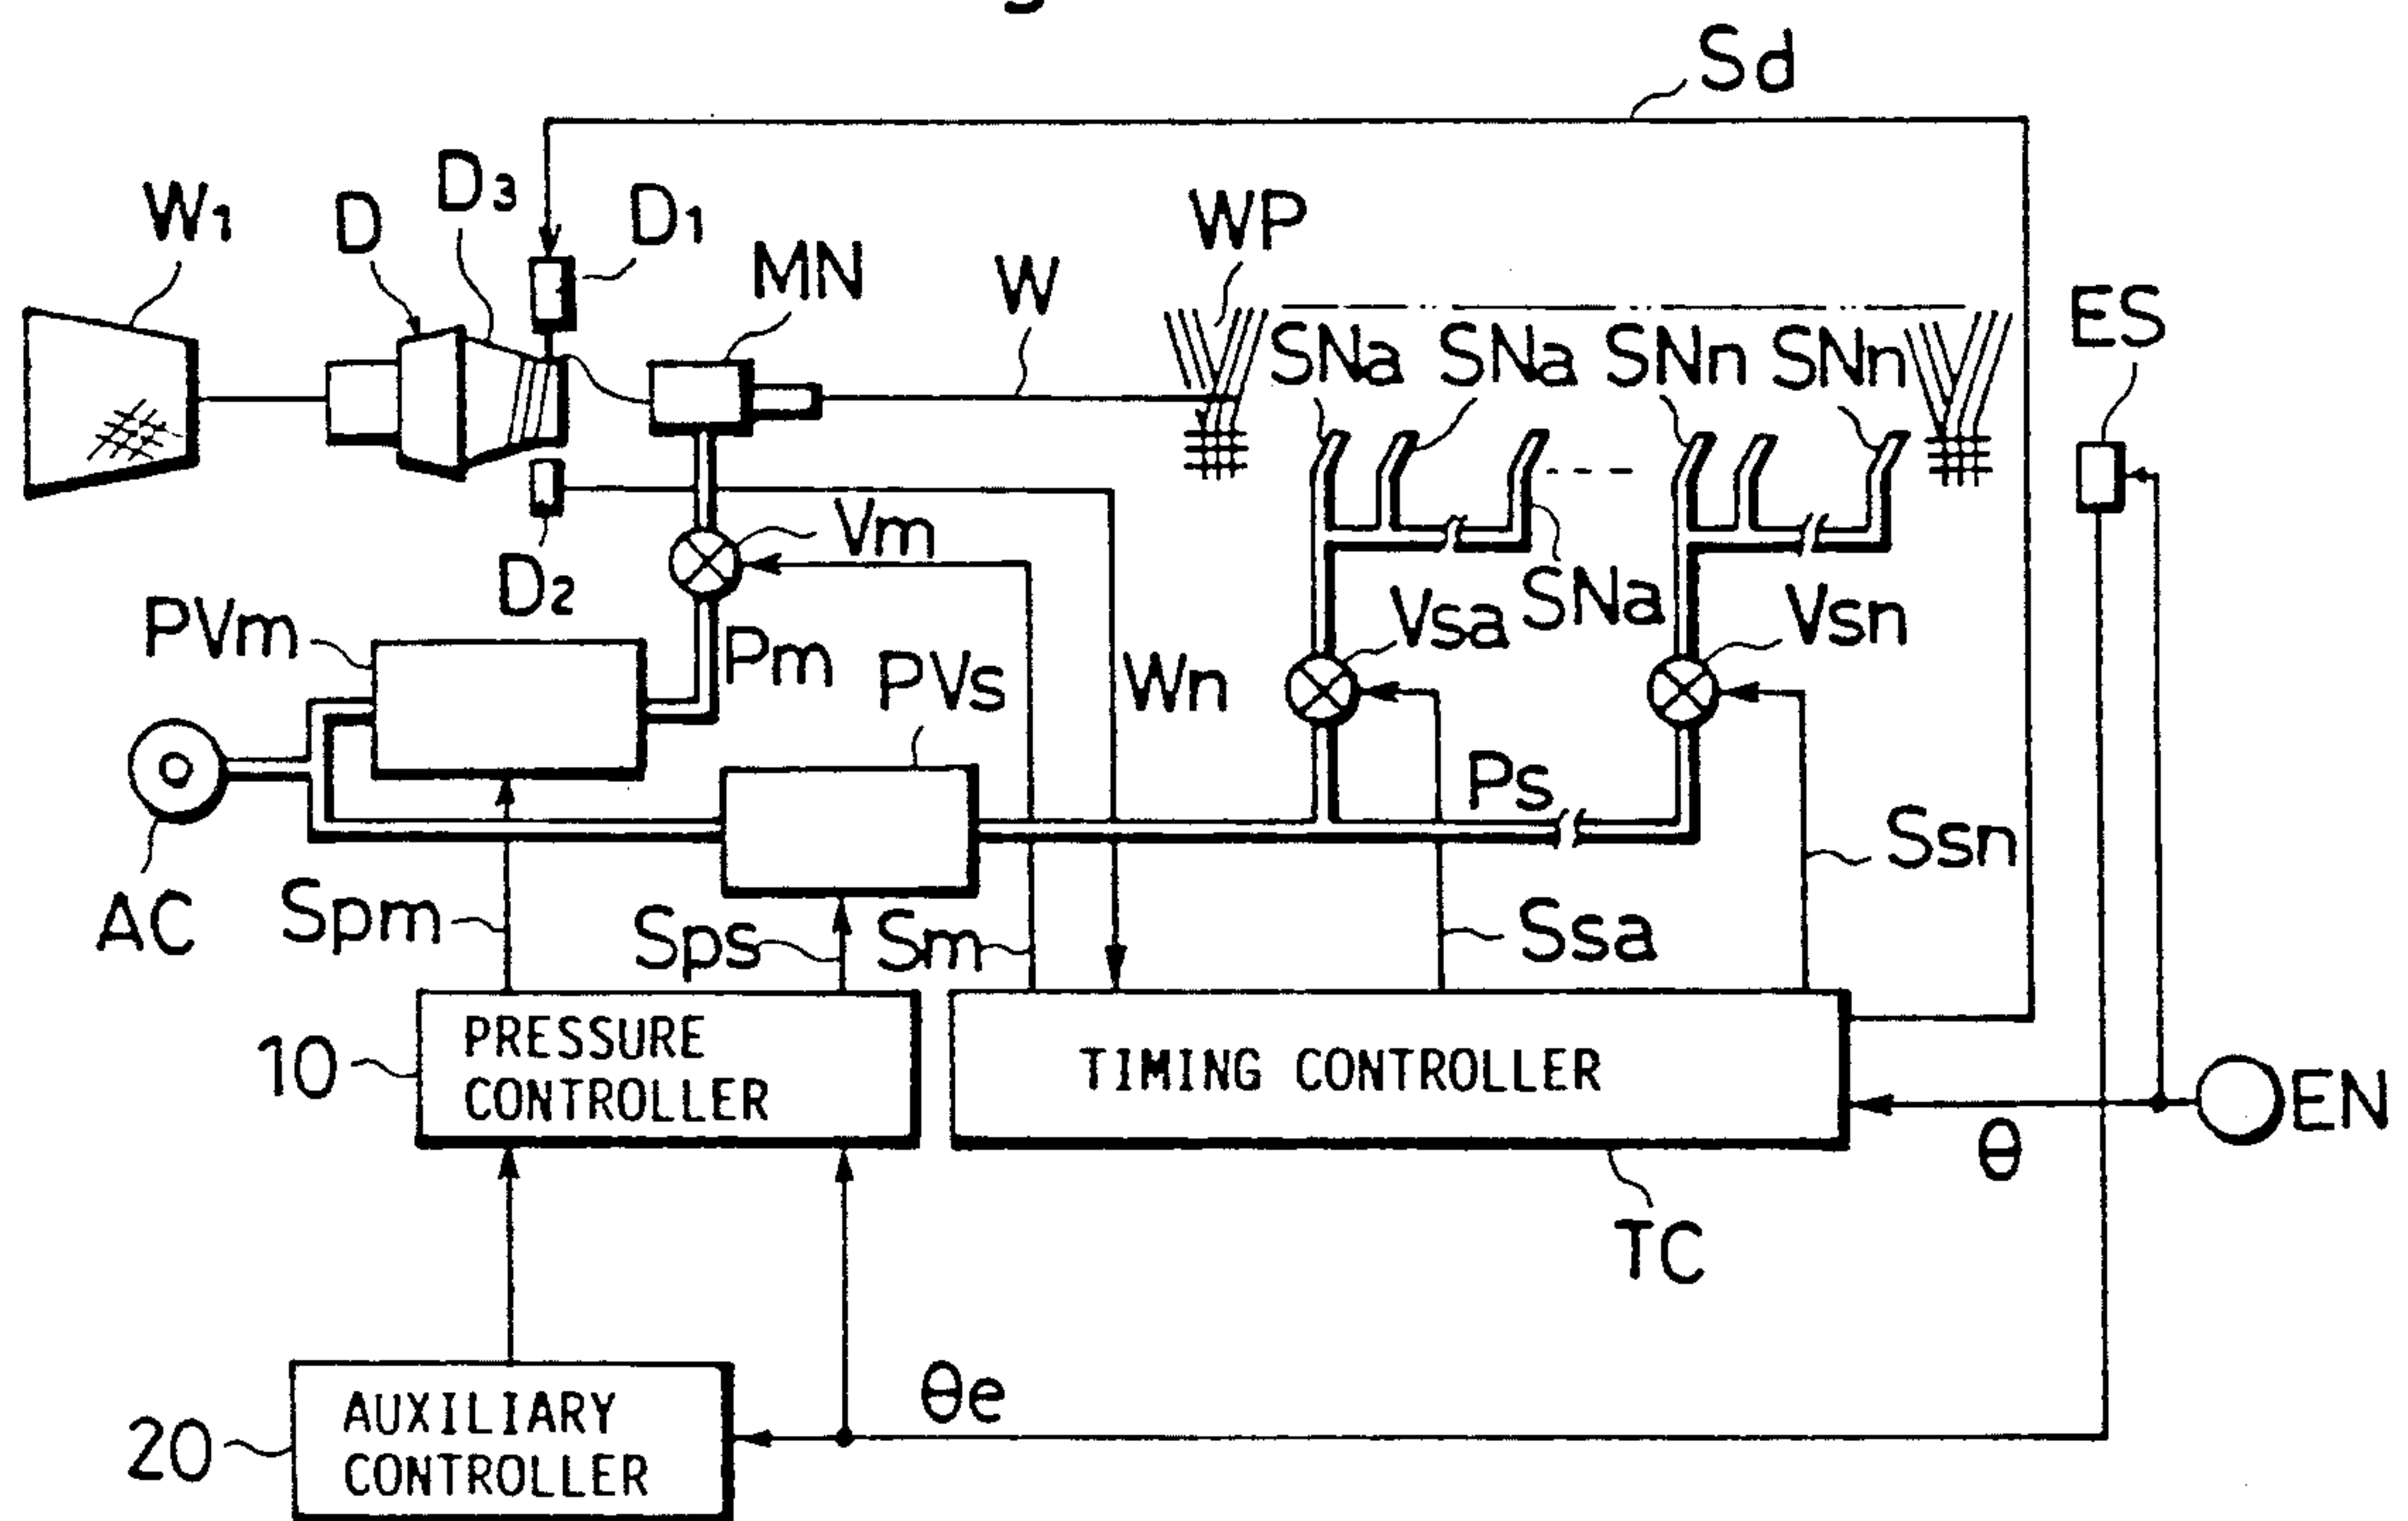 Sd
W1
D
D3
D1
MN
W
WP
SNa
SNa
SNn
SNn
ES
D2
Vm
SNa
PVm
Pm
PVs
Wn
Vsa
Vsn
Ps
AC
Spm
Sps
Sm
Ssa
Ssn
10
PRESSURE
CONTROLLER
TIMING CONTROLLER
θ
EN
TC
20
AUXILIARY
CONTROLLER
θe